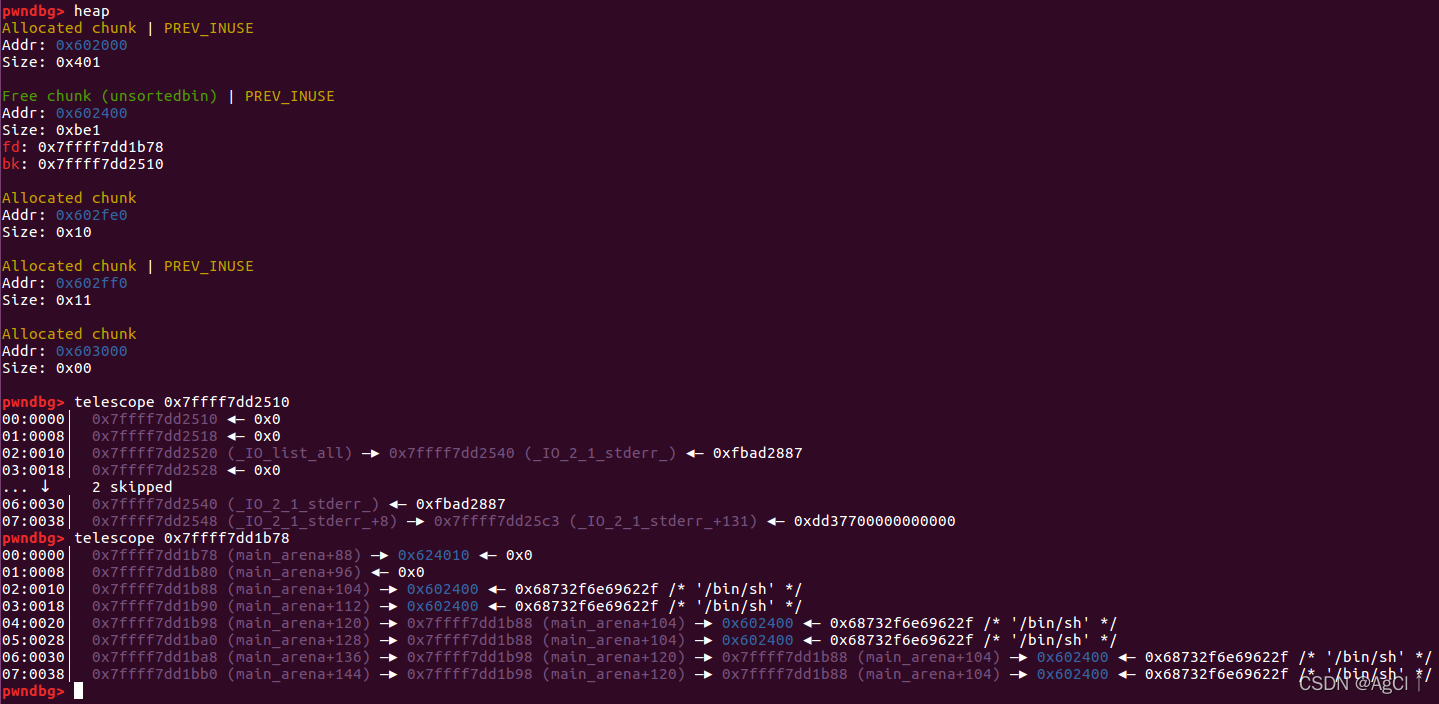 pwndbg> heap
Allocated chunk | PREV_INUSE
Addr: 0x602000
Size: 0x401
Free chunk (unsortedbin) | PREV_INUSE
Addr: 0x602400
Size: 0xbe1
fd: 0x7ffff7dd1b78
bk: 0x7ffff7dd2510
Allocated chunk
Addr: 0x602fe0
Size: 0x10
Allocated chunk | PREV_INUSE
Addr: 0x602ff0
Size: 0x11
Allocated chunk
Addr: 0x603000
Size: 0x00
pwndbg> telescope 0x7ffff7dd2510
00:0000│ 0x7ffff7dd2510 ◂— 0x0
01:0008│ 0x7ffff7dd2518 ◂— 0x0
02:0010│ 0x7ffff7dd2520 (_IO_list_all) —▸ 0x7ffff7dd2540 (_IO_2_1_stderr_) ◂— 0xfbad2887
03:0018│ 0x7ffff7dd2528 ◂— 0x0
... ↓ 2 skipped
06:0030│ 0x7ffff7dd2540 (_IO_2_1_stderr_) ◂— 0xfbad2887
07:0038│ 0x7ffff7dd2548 (_IO_2_1_stderr_+8) —▸ 0x7ffff7dd25c3 (_IO_2_1_stderr_+131) ◂— 0xdd37700000000000
pwndbg> telescope 0x7ffff7dd1b78
00:0000│ 0x7ffff7dd1b78 (main_arena+88) —▸ 0x624010 ◂— 0x0
01:0008│ 0x7ffff7dd1b80 (main_arena+96) ◂— 0x0
02:0010│ 0x7ffff7dd1b88 (main_arena+104) —▸ 0x602400 ◂— 0x68732f6e69622f /* '/bin/sh' */
03:0018│ 0x7ffff7dd1b90 (main_arena+112) —▸ 0x602400 ◂— 0x68732f6e69622f /* '/bin/sh' */
04:0020│ 0x7ffff7dd1b98 (main_arena+120) —▸ 0x7ffff7dd1b88 (main_arena+104) —▸ 0x602400 ◂— 0x68732f6e69622f /* '/bin/sh' */
05:0028│ 0x7ffff7dd1ba0 (main_arena+128) —▸ 0x7ffff7dd1b88 (main_arena+104) —▸ 0x602400 ◂— 0x68732f6e69622f /* '/bin/sh' */
06:0030│ 0x7ffff7dd1ba8 (main_arena+136) —▸ 0x7ffff7dd1b98 (main_arena+120) —▸ 0x7ffff7dd1b88 (main_arena+104) —▸ 0x602400 ◂— 0x68732f6e69622f /* '/bin/sh' */
07:0038│ 0x7ffff7dd1bb0 (main_arena+144) —▸ 0x7ffff7dd1b98 (main_arena+120) —▸ 0x7ffff7dd1b88 (main_arena+104) —▸ 0x602400 ◂— 0x68732f6e69622f /* '/bin/sh' */
pwndbg>
CSDN @AgCl↑